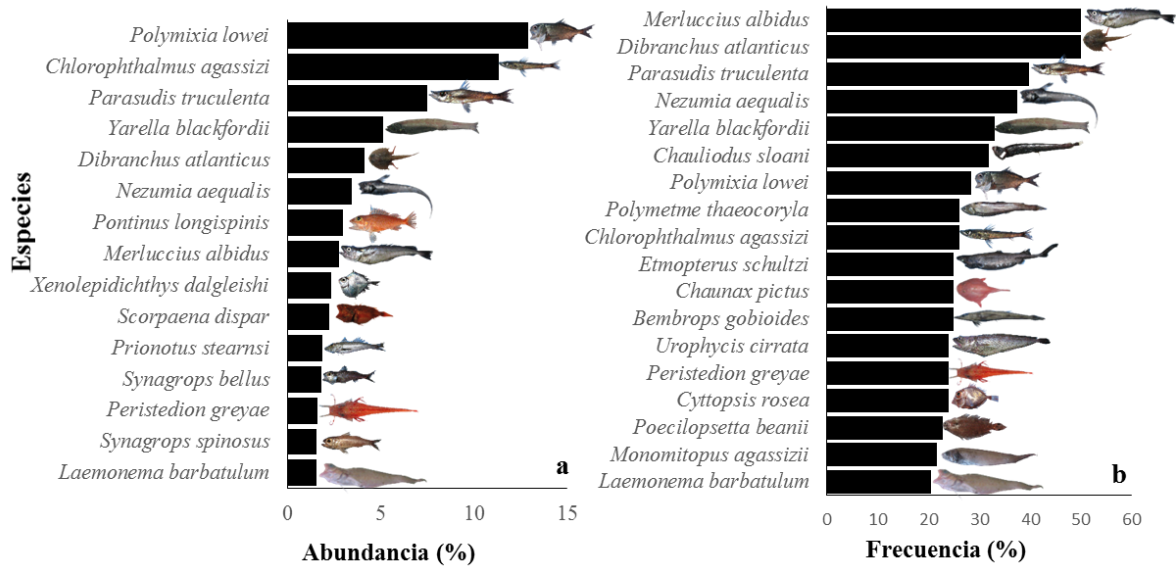 Especies
Polymixia lowei
Chlorophthalmus agassizi
Parasudis truculenta
Yarella blackfordii
Dibranchus atlanticus
Nezumia aequalis
Pontinus longispinis
Merluccius albidus
Xenolepidichthys dalgleishi
Scorpaena dispar
Prionotus stearnsi
Synagrops bellus
Peristedion greyae
Synagrops spinosus
Laemonema barbatulum
a
0 5 10 15
Abundancia (%)
Merluccius albidus
Dibranchus atlanticus
Parasudis truculenta
Nezumia aequalis
Yarella blackfordii
Chauliodus sloani
Polymixia lowei
Polymetme thaeocoryla
Chlorophthalmus agassizi
Etmopterus schultzi
Chaunax pictus
Bembrops gobioides
Urophycis cirrata
Peristedion greyae
Cyttopsis rosea
Poecilopsetta beanii
Monomitopus agassizii
Laemonema barbatulum
b
0 10 20 30 40 50 60
Frecuencia (%)